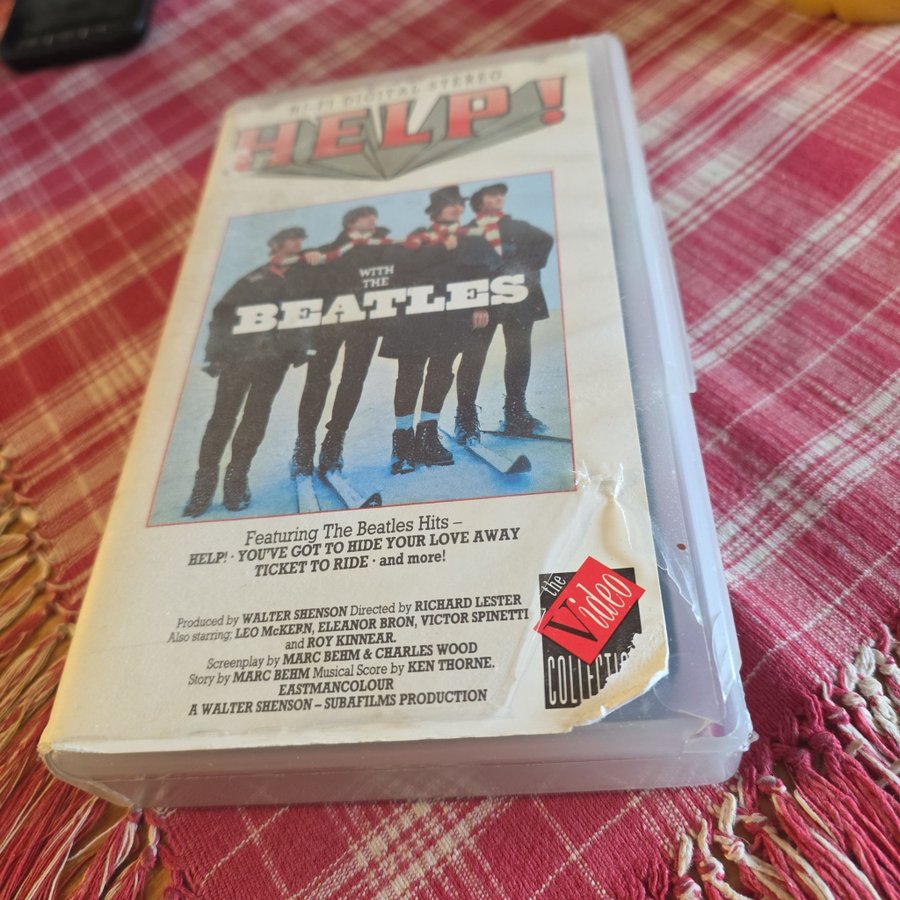 HI-FI DIGITAL STEREO
HELP!
WITH
THE
BEATLES
Featuring The Beatles Hits –
HELP! · YOU'VE GOT TO HIDE YOUR LOVE AWAY
TICKET TO RIDE · and more!
Produced by WALTER SHENSON Directed by RICHARD LESTER
Also starring; LEO McKERN, ELEANOR BRON, VICTOR SPINETTI
and ROY KINNEAR.
Screenplay by MARC BEHM & CHARLES WOOD
Story by MARC BEHM Musical Score by KEN THORNE.
EASTMANCOLOUR
A WALTER SHENSON – SUBAFILMS PRODUCTION
the
Video
COLLECTIO